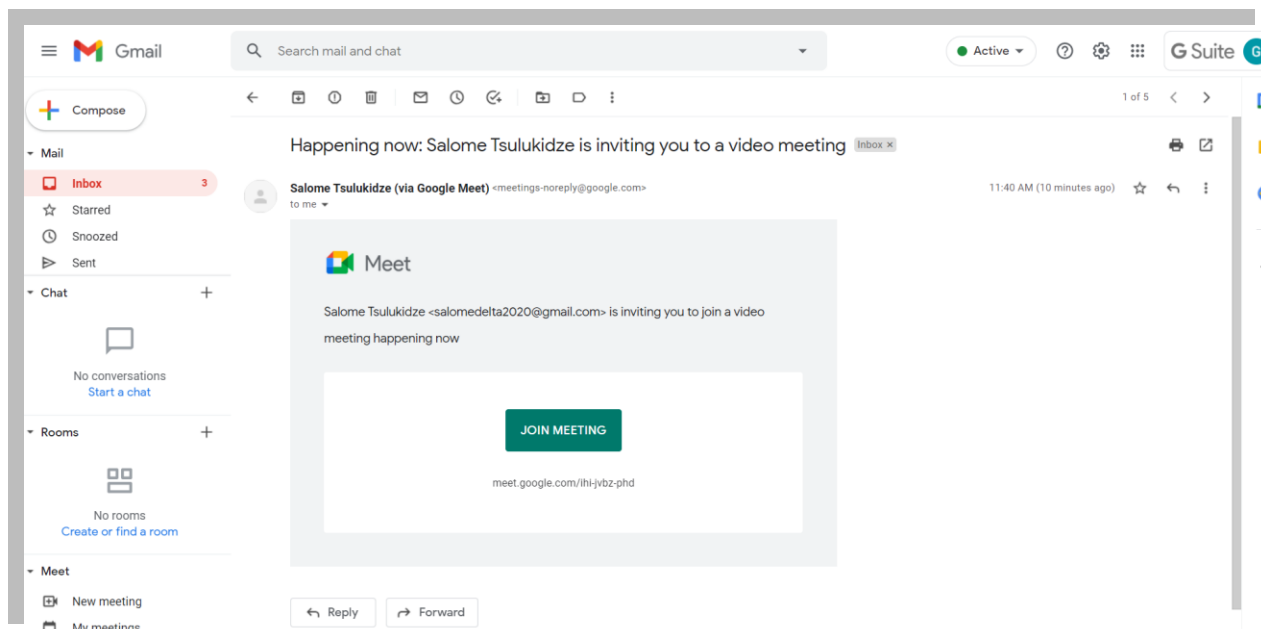 Gmail
Search mail and chat
Active
G Suite
G
Compose
1 of 5
Mail
Happening now: Salome Tsulukidze is inviting you to a video meeting Inbox ×
Inbox 3
Salome Tsulukidze (via Google Meet) <meetings-noreply@google.com> 11:40 AM (10 minutes ago)
to me
Starred
Snoozed
Sent
Chat
No conversations
Start a chat
Rooms
No rooms
Create or find a room
Meet
New meeting
My meetings
Meet
Salome Tsulukidze <salomedelta2020@gmail.com> is inviting you to join a video
meeting happening now
JOIN MEETING
meet.google.com/ihi-jvbz-phd
Reply
Forward